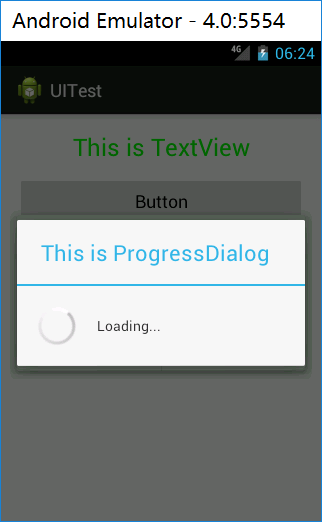 Android Emulator - 4.0:5554
4G 06:24
UITest
This is TextView
Button
This is ProgressDialog
Loading...